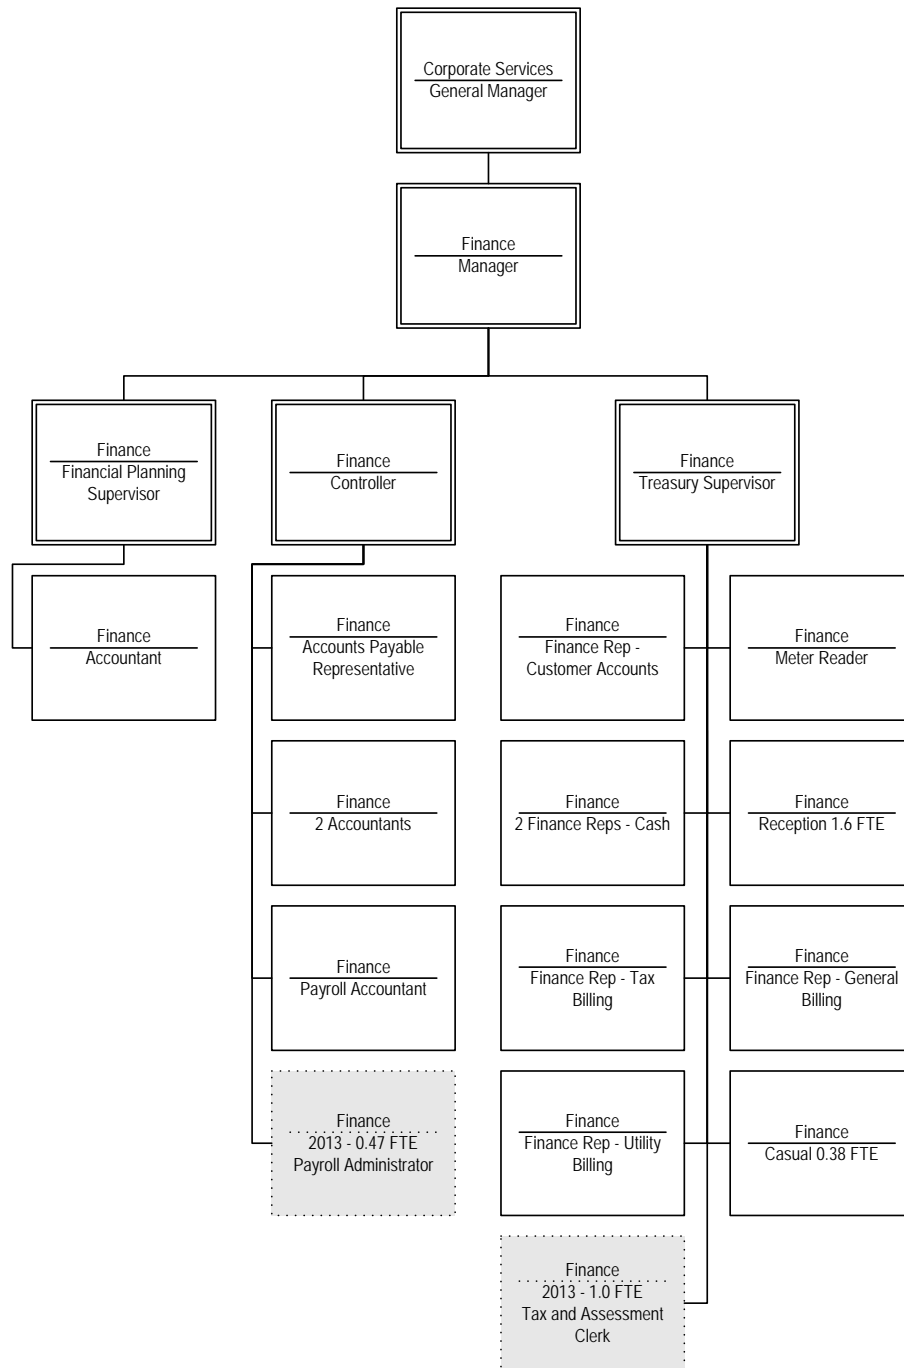 Corporate Services
General Manager
Finance
Manager
Finance
Financial Planning
Supervisor
Finance
Controller
Finance
Treasury Supervisor
Finance
Accountant
Finance
Accounts Payable
Representative
Finance
Finance Rep -
Customer Accounts
Finance
Meter Reader
Finance
2 Accountants
Finance
2 Finance Reps - Cash
Finance
Reception 1.6 FTE
Finance
Payroll Accountant
Finance
Finance Rep - Tax
Billing
Finance
Finance Rep - General
Billing
Finance
2013 - 0.47 FTE
Payroll Administrator
Finance
Finance Rep - Utility
Billing
Finance
Casual 0.38 FTE
Finance
2013 - 1.0 FTE
Tax and Assessment
Clerk